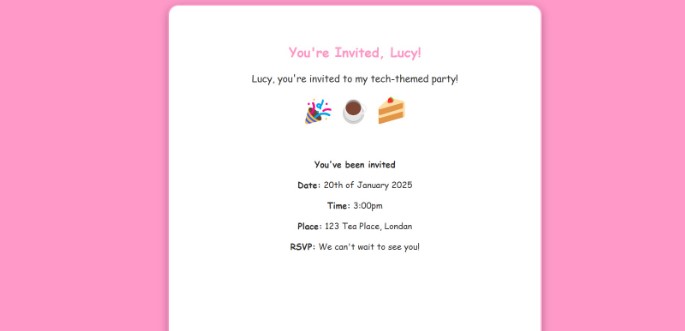 You're Invited, Lucy!
Lucy, you're invited to my tech-themed party!
You've been invited
Date: 20th of January 2025
Time: 3:00pm
Place: 123 Tea Place, Londan
RSVP: We can't wait to see you!